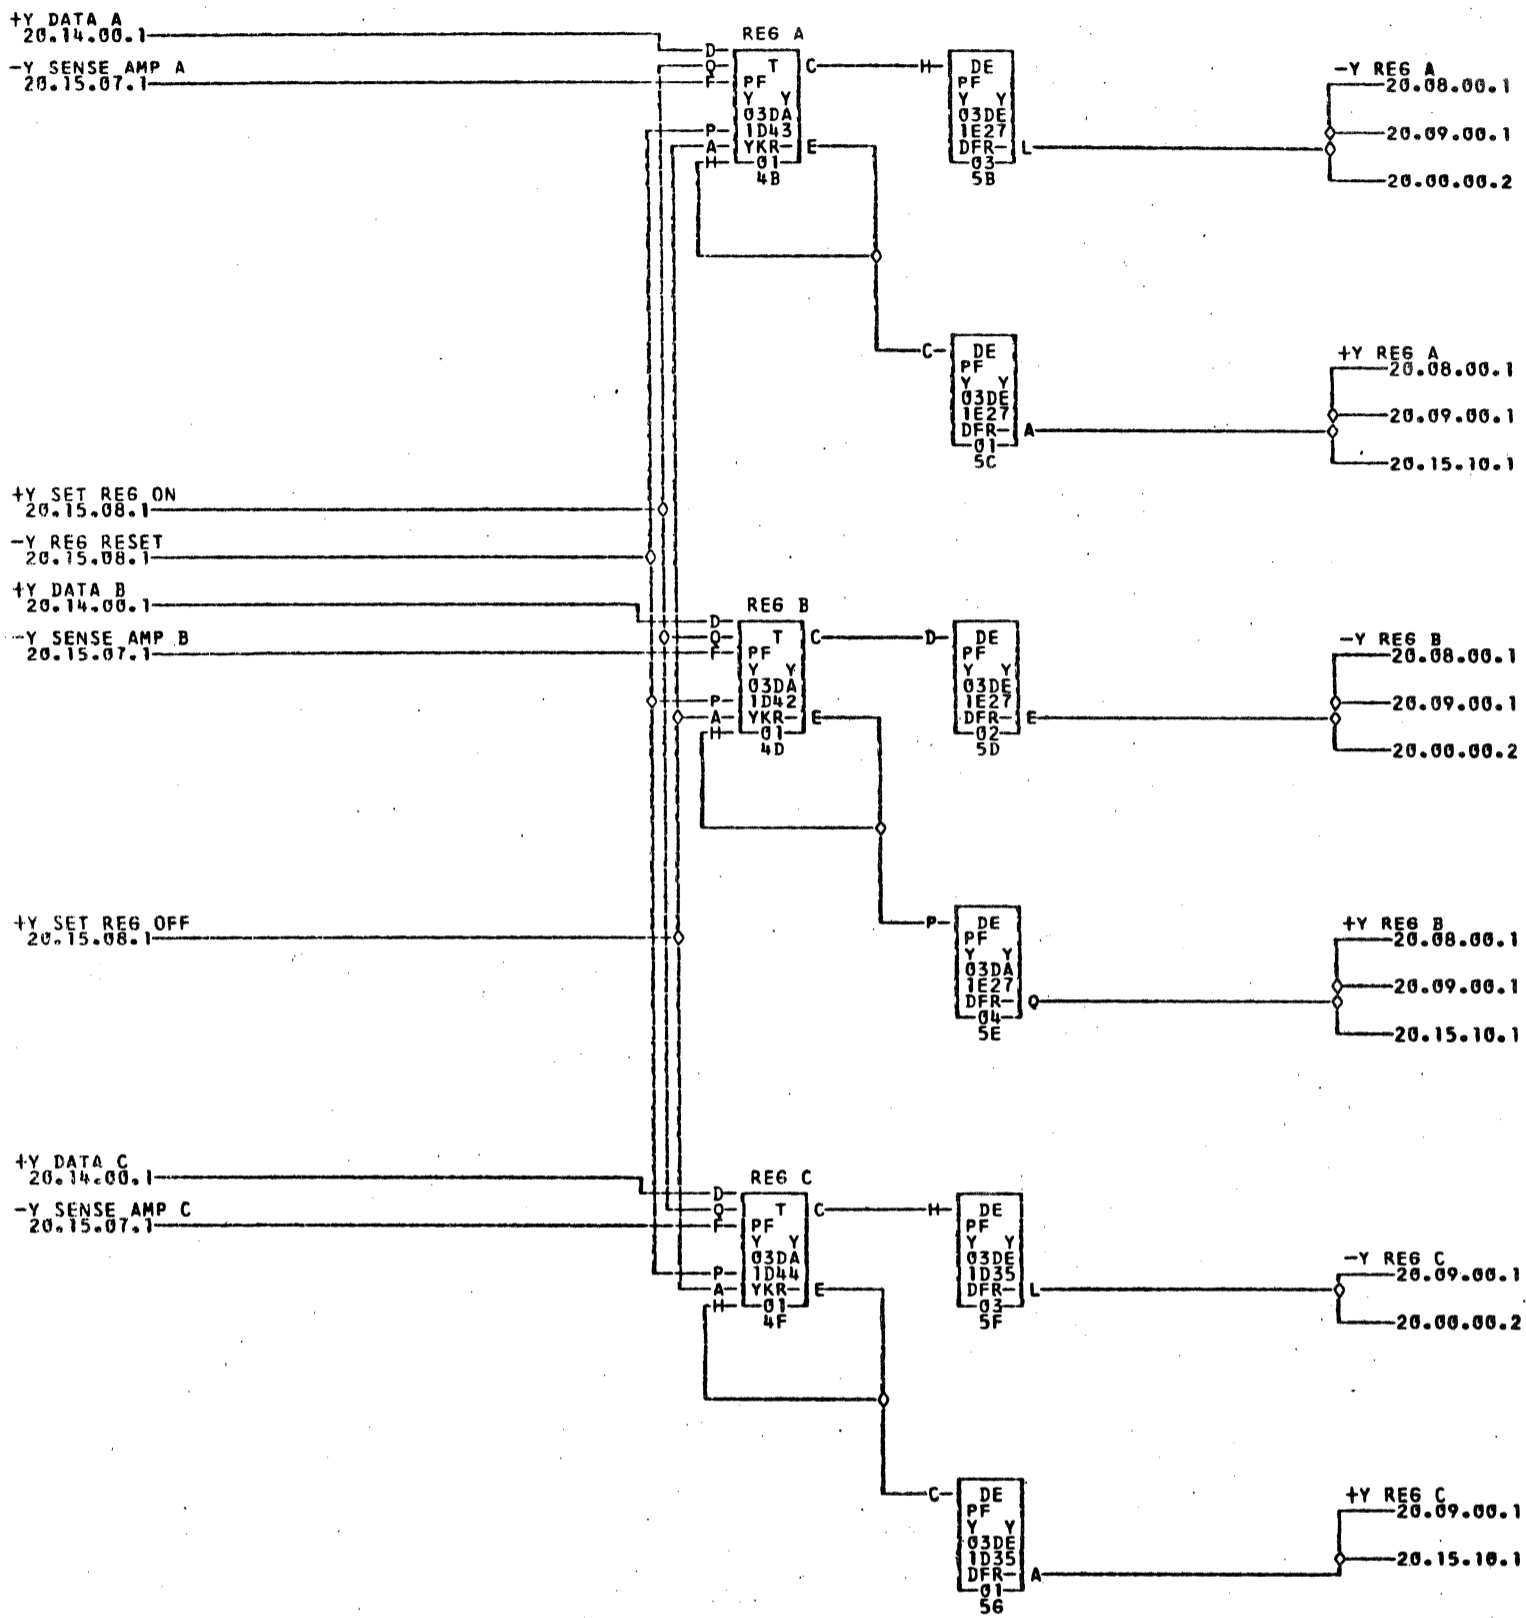 +Y DATA A
20.14.00.1
-Y SENSE AMP A
20.15.07.1
REG A
D
Q
F
P
A
H
T
PF
Y Y
03DA
1D43
YKR
01
4B
C
E
H
DE
PF
Y Y
03DE
1E27
DFR
03
5B
L
-Y REG A
20.08.00.1
20.09.00.1
20.00.00.2
C
DE
PF
Y Y
03DE
1E27
DFR
01
5C
A
+Y REG A
20.08.00.1
20.09.00.1
20.15.10.1
+Y SET REG ON
20.15.08.1
-Y REG RESET
20.15.08.1
+Y DATA B
20.14.00.1
-Y SENSE AMP B
20.15.07.1
REG B
D
Q
F
P
A
H
T
PF
Y Y
03DA
1D42
YKR
01
4D
C
E
D
DE
PF
Y Y
03DE
1E27
DFR
02
5D
E
-Y REG B
20.08.00.1
20.09.00.1
20.00.00.2
+Y SET REG OFF
20.15.08.1
P
DE
PF
Y Y
03DA
1E27
DFR
04
5E
Q
+Y REG B
20.08.00.1
20.09.00.1
20.15.10.1
+Y DATA C
20.14.00.1
-Y SENSE AMP C
20.15.07.1
REG C
D
Q
F
P
A
H
T
PF
Y Y
03DA
1D44
YKR
01
4F
C
E
H
DE
PF
Y Y
03DE
1D35
DFR
03
5F
L
-Y REG C
20.09.00.1
20.00.00.2
C
DE
PF
Y Y
03DE
1D35
DFR
01
5G
A
+Y REG C
20.09.00.1
20.15.10.1